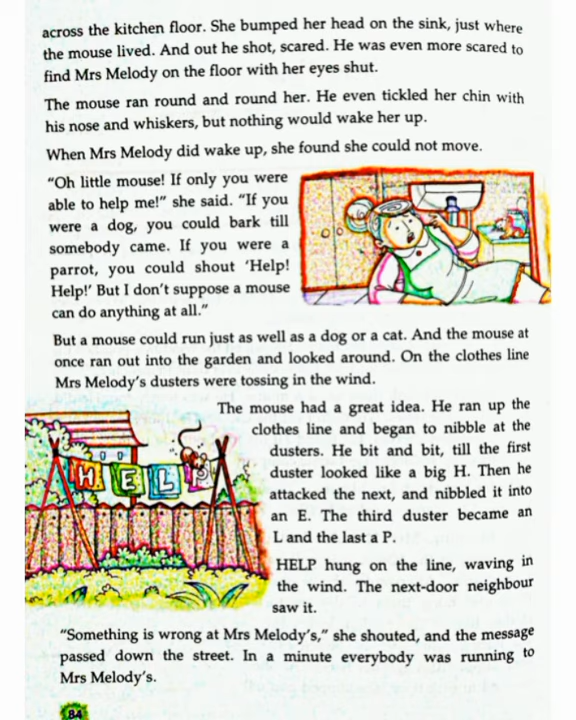 across the kitchen floor. She bumped her head on the sink, just where
the mouse lived. And out he shot, scared. He was even more scared to
find Mrs Melody on the floor with her eyes shut.
The mouse ran round and round her. He even tickled her chin with
his nose and whiskers, but nothing would wake her up.
When Mrs Melody did wake up, she found she could not move.
“Oh little mouse! If only you were
able to help me!” she said. “If you
were a dog, you could bark till
somebody came. If you were a
parrot, you could shout ‘Help!
Help!’ But I don’t suppose a mouse
can do anything at all.”
But a mouse could run just as well as a dog or a cat. And the mouse at
once ran out into the garden and looked around. On the clothes line
Mrs Melody’s dusters were tossing in the wind.
The mouse had a great idea. He ran up the
clothes line and began to nibble at the
dusters. He bit and bit, till the first
duster looked like a big H. Then he
attacked the next, and nibbled it into
an E. The third duster became an
L and the last a P.
HELP
HELP hung on the line, waving in
the wind. The next-door neighbour
saw it.
“Something is wrong at Mrs Melody’s,” she shouted, and the message
passed down the street. In a minute everybody was running to
Mrs Melody’s.
84